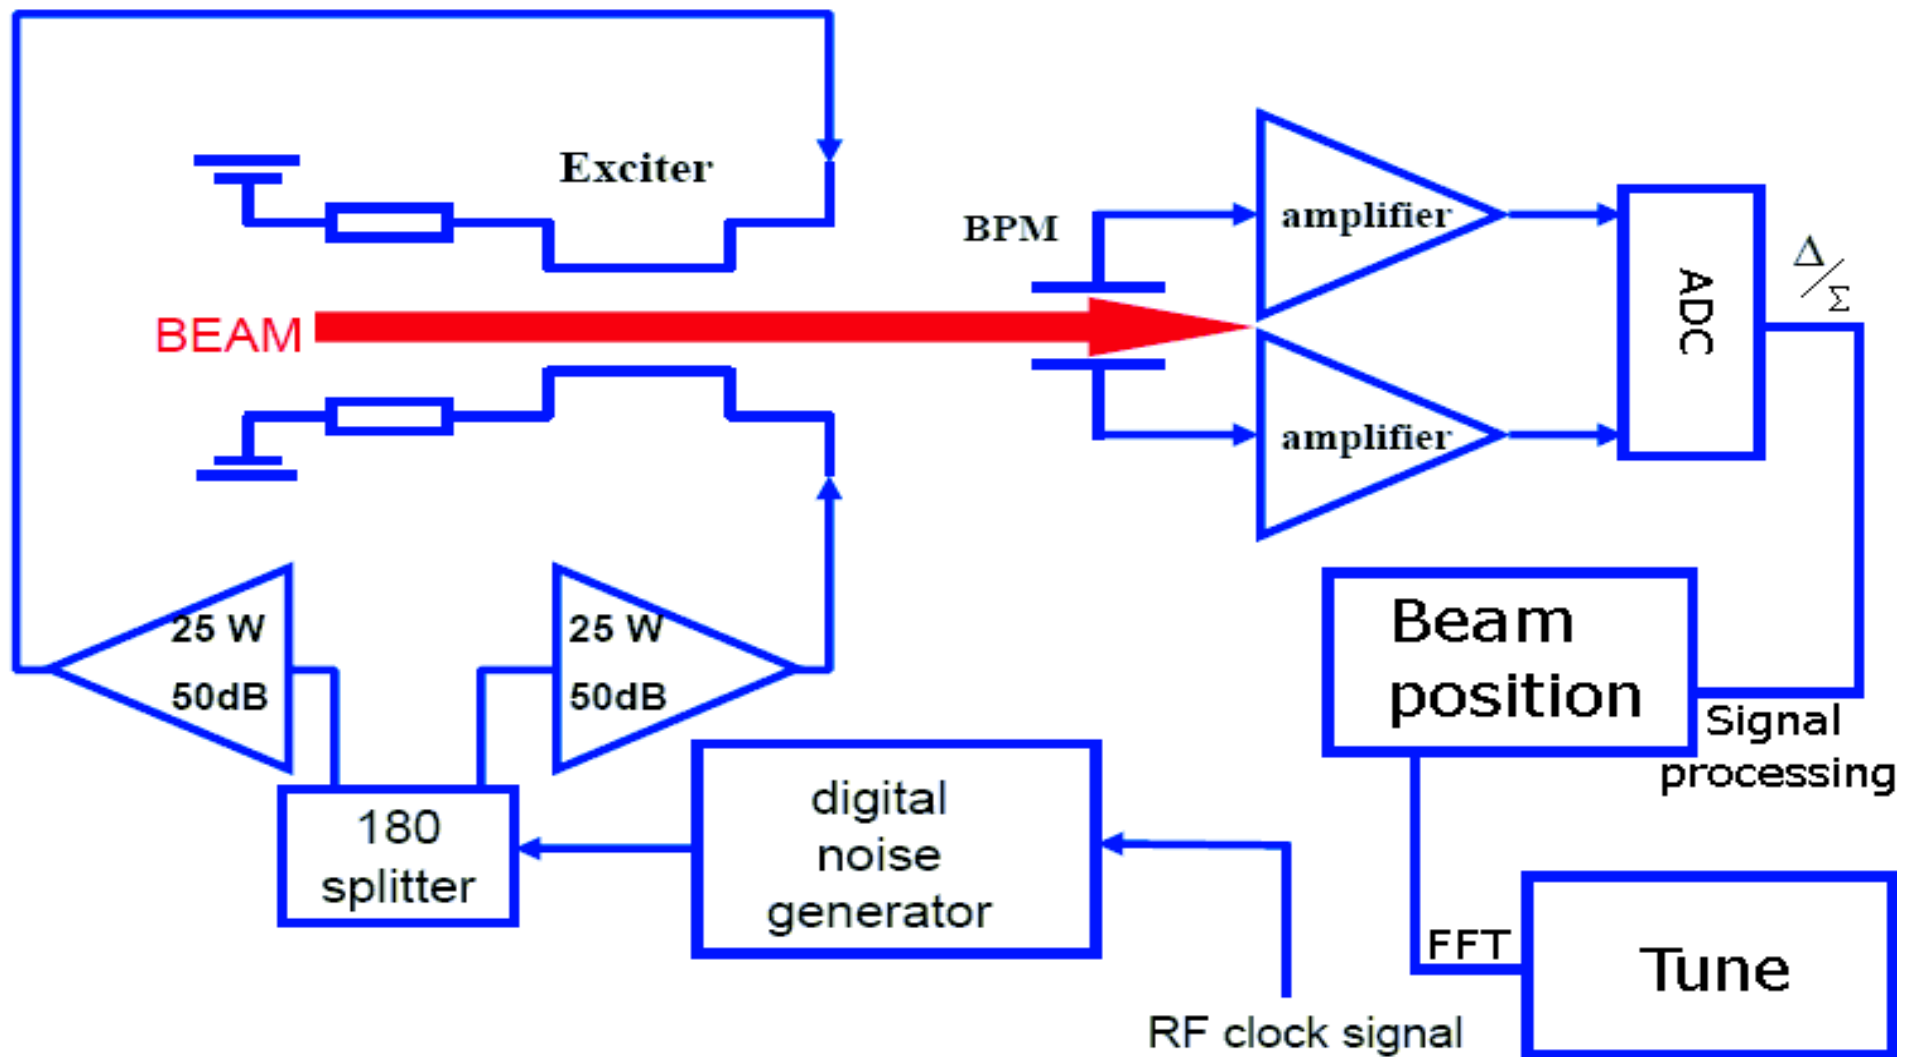 Exciter
BPM
amplifier
Δ/Σ
ADC
BEAM
amplifier
25 W
50dB
25 W
50dB
Beam
position
Signal
processing
digital
noise
generator
180
splitter
FFT
Tune
RF clock signal